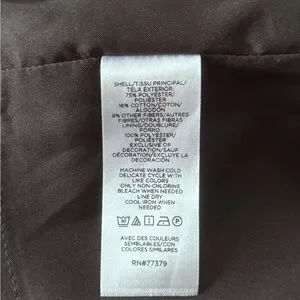 SHELL/TISSU PRINCIPAL/
TELA EXTERIOR:
75% POLYESTER/
POLIÉSTER
16% COTTON/COTON/
ALGODÓN
9% OTHER FIBERS/AUTRES
FIBRES/OTRAS FIBRAS
LINING/DOUBLURE/
FORRO:
100% POLYESTER/
POLIÉSTER
EXCLUSIVE OF
DECORATION/SAUF
DÉCORATION/EXCLUYE LA
DECORACIÓN
MACHINE WASH COLD
DELICATE CYCLE WITH
LIKE COLORS
ONLY NON-CHLORINE
BLEACH WHEN NEEDED
LINE DRY
COOL IRON WHEN
NEEDED
AVEC DES COULEURS
SEMBLABLES/CON
COLORES SIMILARES
RN#77379